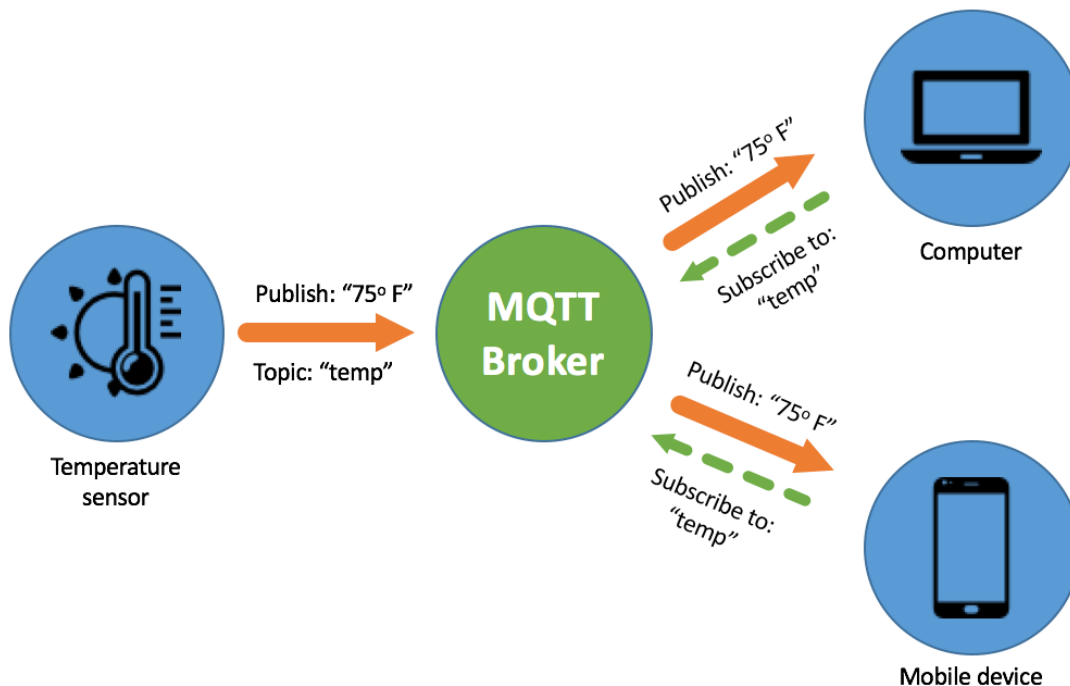 Publish: “75º F”
Topic: “temp”
Temperature
sensor
MQTT
Broker
Publish: “75º F”
Subscribe to:
“temp”
Computer
Publish: “75º F”
Subscribe to:
“temp”
Mobile device